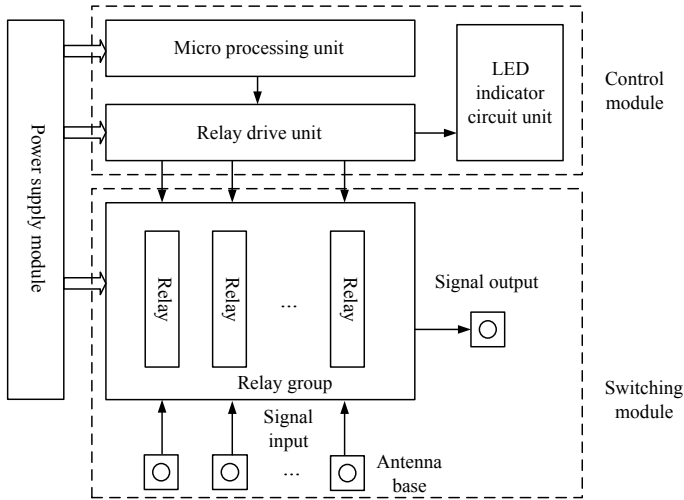 Power supply module
Micro processing unit
LED
indicator
circuit unit
Control
module
Relay drive unit
Relay
Relay
...
Relay
Relay group
Signal output
Switching
module
Signal
input
...
Antenna
base